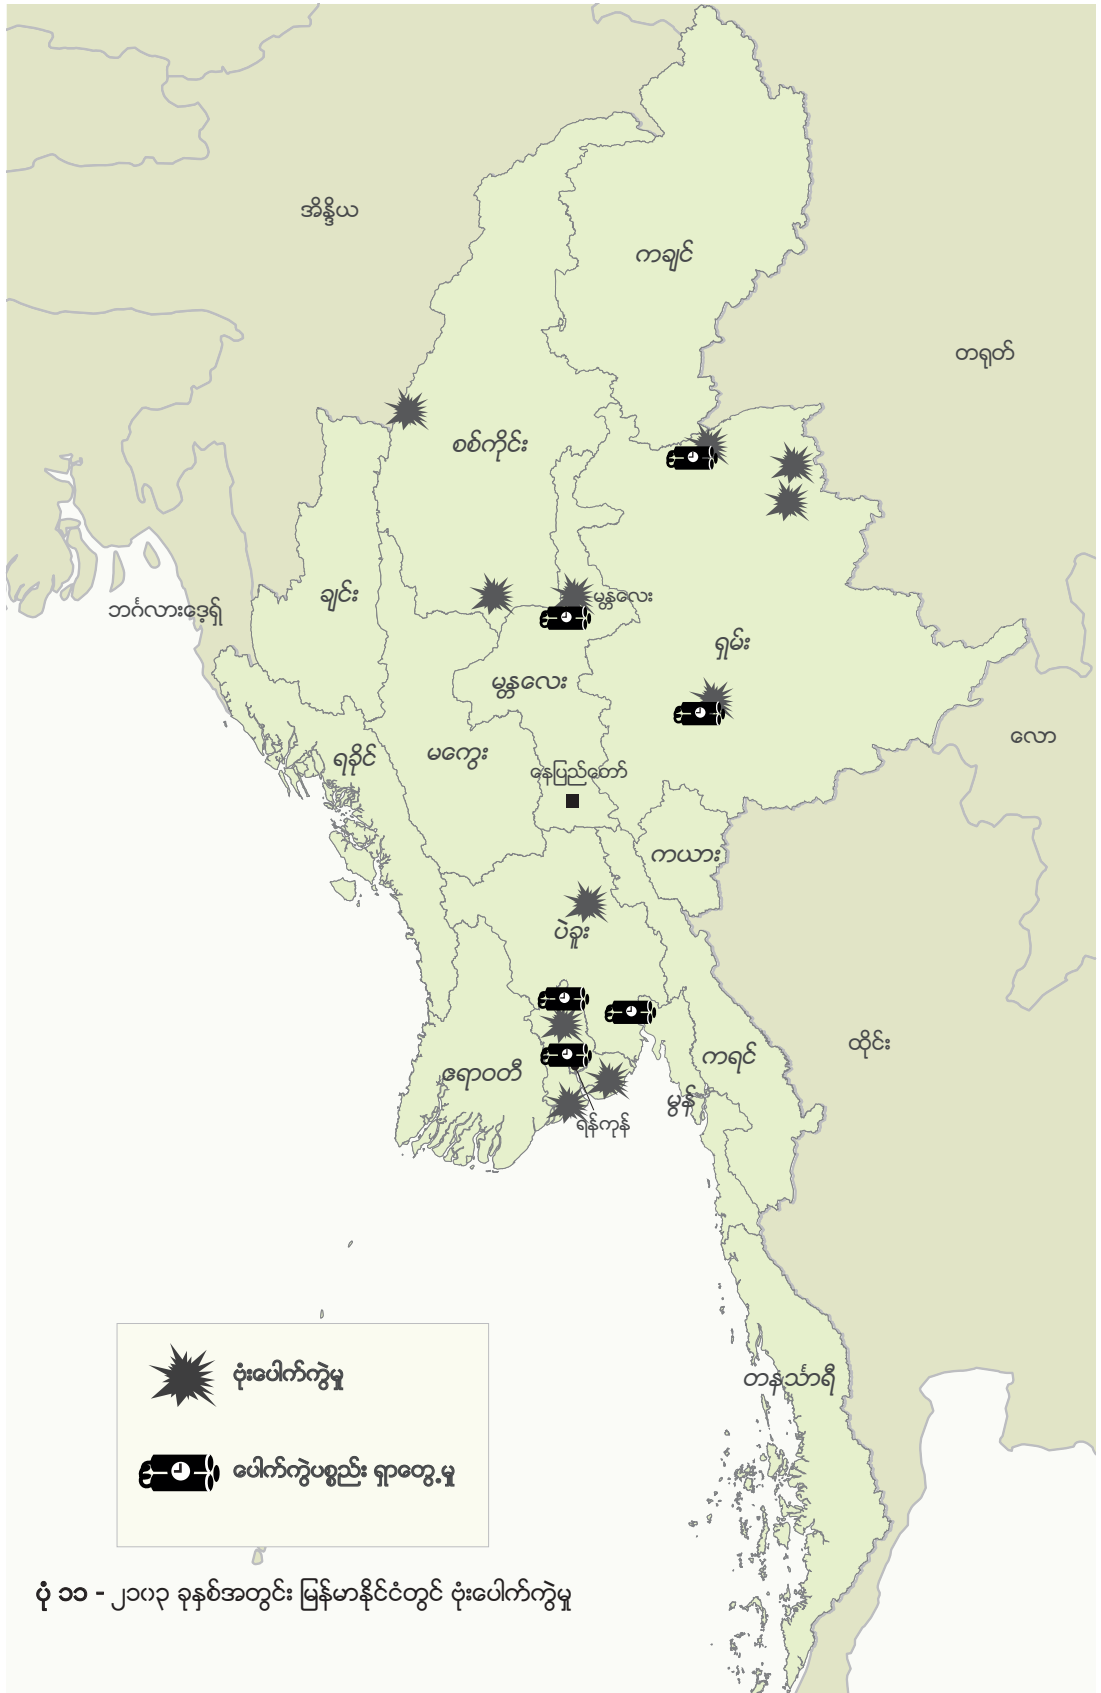 အိန္ဒိယ
ကချင်
တရုတ်
စစ်ကိုင်း
ချင်း
မန္တလေး
ဘင်္ဂလားဒေ့ရှ်
ရှမ်း
မန္တလေး
လော
ရခိုင်
မကွေး
နေပြည်တော်
ကယား
ပဲခူး
ထိုင်း
ကရင်
ဧရာဝတီ
မွန်
ရန်ကုန်
တနင်္သာရီ
ဗုံးပေါက်ကွဲမှု
ပေါက်ကွဲပစ္စည်း ရှာတွေ့မှု
ပုံ ၁၁ - ၂၁၀၃ ခုနှစ်အတွင်း မြန်မာနိုင်ငံတွင် ဗုံးပေါက်ကွဲမှု